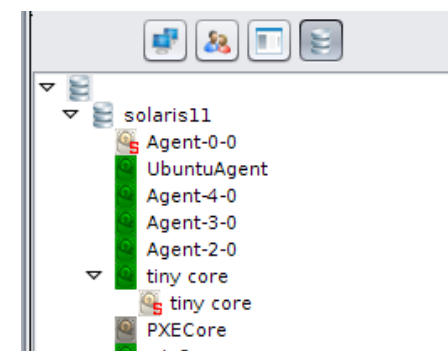 solaris11
Agent-0-0
UbuntuAgent
Agent-4-0
Agent-3-0
Agent-2-0
tiny core
tiny core
PXECore